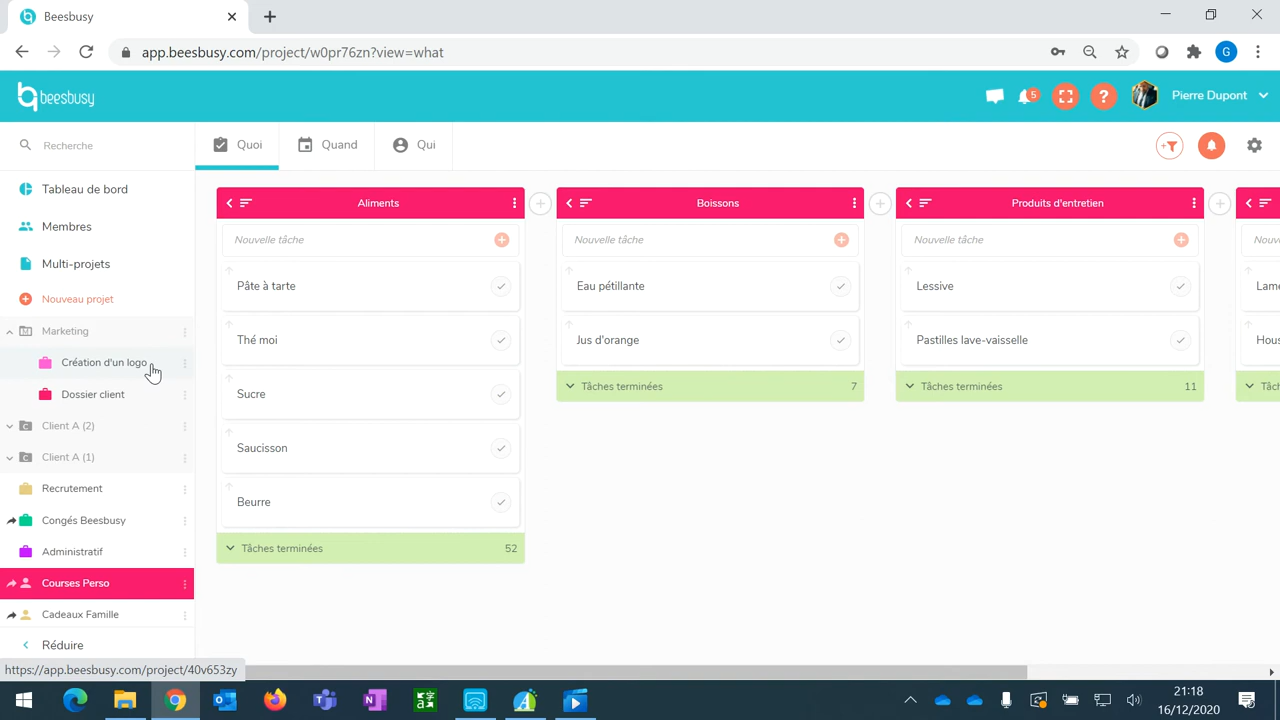 Beesbusy
app.beesbusy.com/project/w0pr76zn?view=what
G
beesbusy
5
?
Pierre Dupont
Recherche
Quoi
Quand
Qui
Tableau de bord
Membres
Multi-projets
Nouveau projet
Marketing
Création d'un logo
Dossier client
Client A (2)
Client A (1)
Recrutement
Congés Beesbusy
Administratif
Courses Perso
Cadeaux Famille
Réduire
Aliments
Nouvelle tâche
Pâte à tarte
Thé moi
Sucre
Saucisson
Beurre
Tâches terminées 52
Boissons
Nouvelle tâche
Eau pétillante
Jus d'orange
Tâches terminées 7
Produits d'entretien
Nouvelle tâche
Lessive
Pastilles lave-vaisselle
Tâches terminées 11
Nouv
Lame
Hous
Tâch
https://app.beesbusy.com/project/40v653zy
21:18
16/12/2020